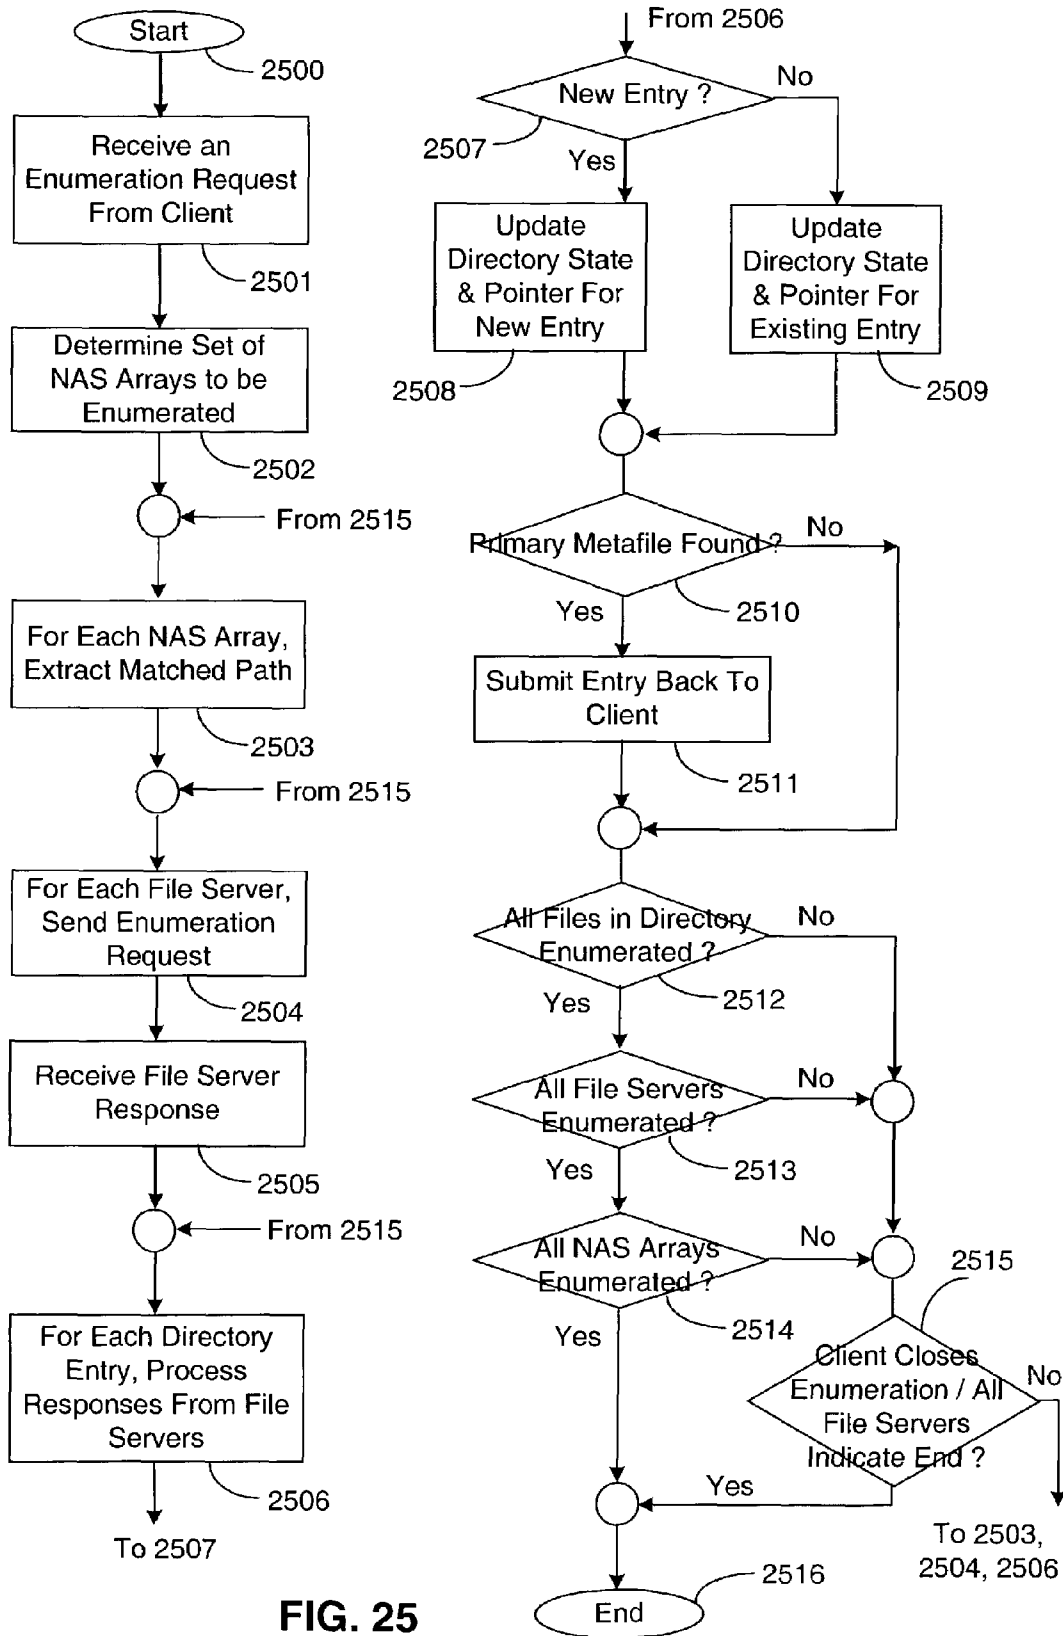 Start
2500
Receive an
Enumeration Request
From Client
2501
Determine Set of
NAS Arrays to be
Enumerated
2502
From 2515
For Each NAS Array,
Extract Matched Path
2503
From 2515
For Each File Server,
Send Enumeration
Request
2504
Receive File Server
Response
2505
From 2515
For Each Directory
Entry, Process
Responses From File
Servers
2506
To 2507
From 2506
New Entry ?
No
2507
Yes
Update
Directory State
& Pointer For
New Entry
2508
Update
Directory State
& Pointer For
Existing Entry
2509
Primary Metafile Found ?
No
2510
Yes
Submit Entry Back To
Client
2511
All Files in Directory
Enumerated ?
No
2512
Yes
All File Servers
Enumerated ?
No
2513
Yes
All NAS Arrays
Enumerated ?
No
2514
Yes
2515
Client Closes
Enumeration / All
File Servers
Indicate End ?
No
Yes
To 2503,
2504, 2506
2516
End
FIG. 25